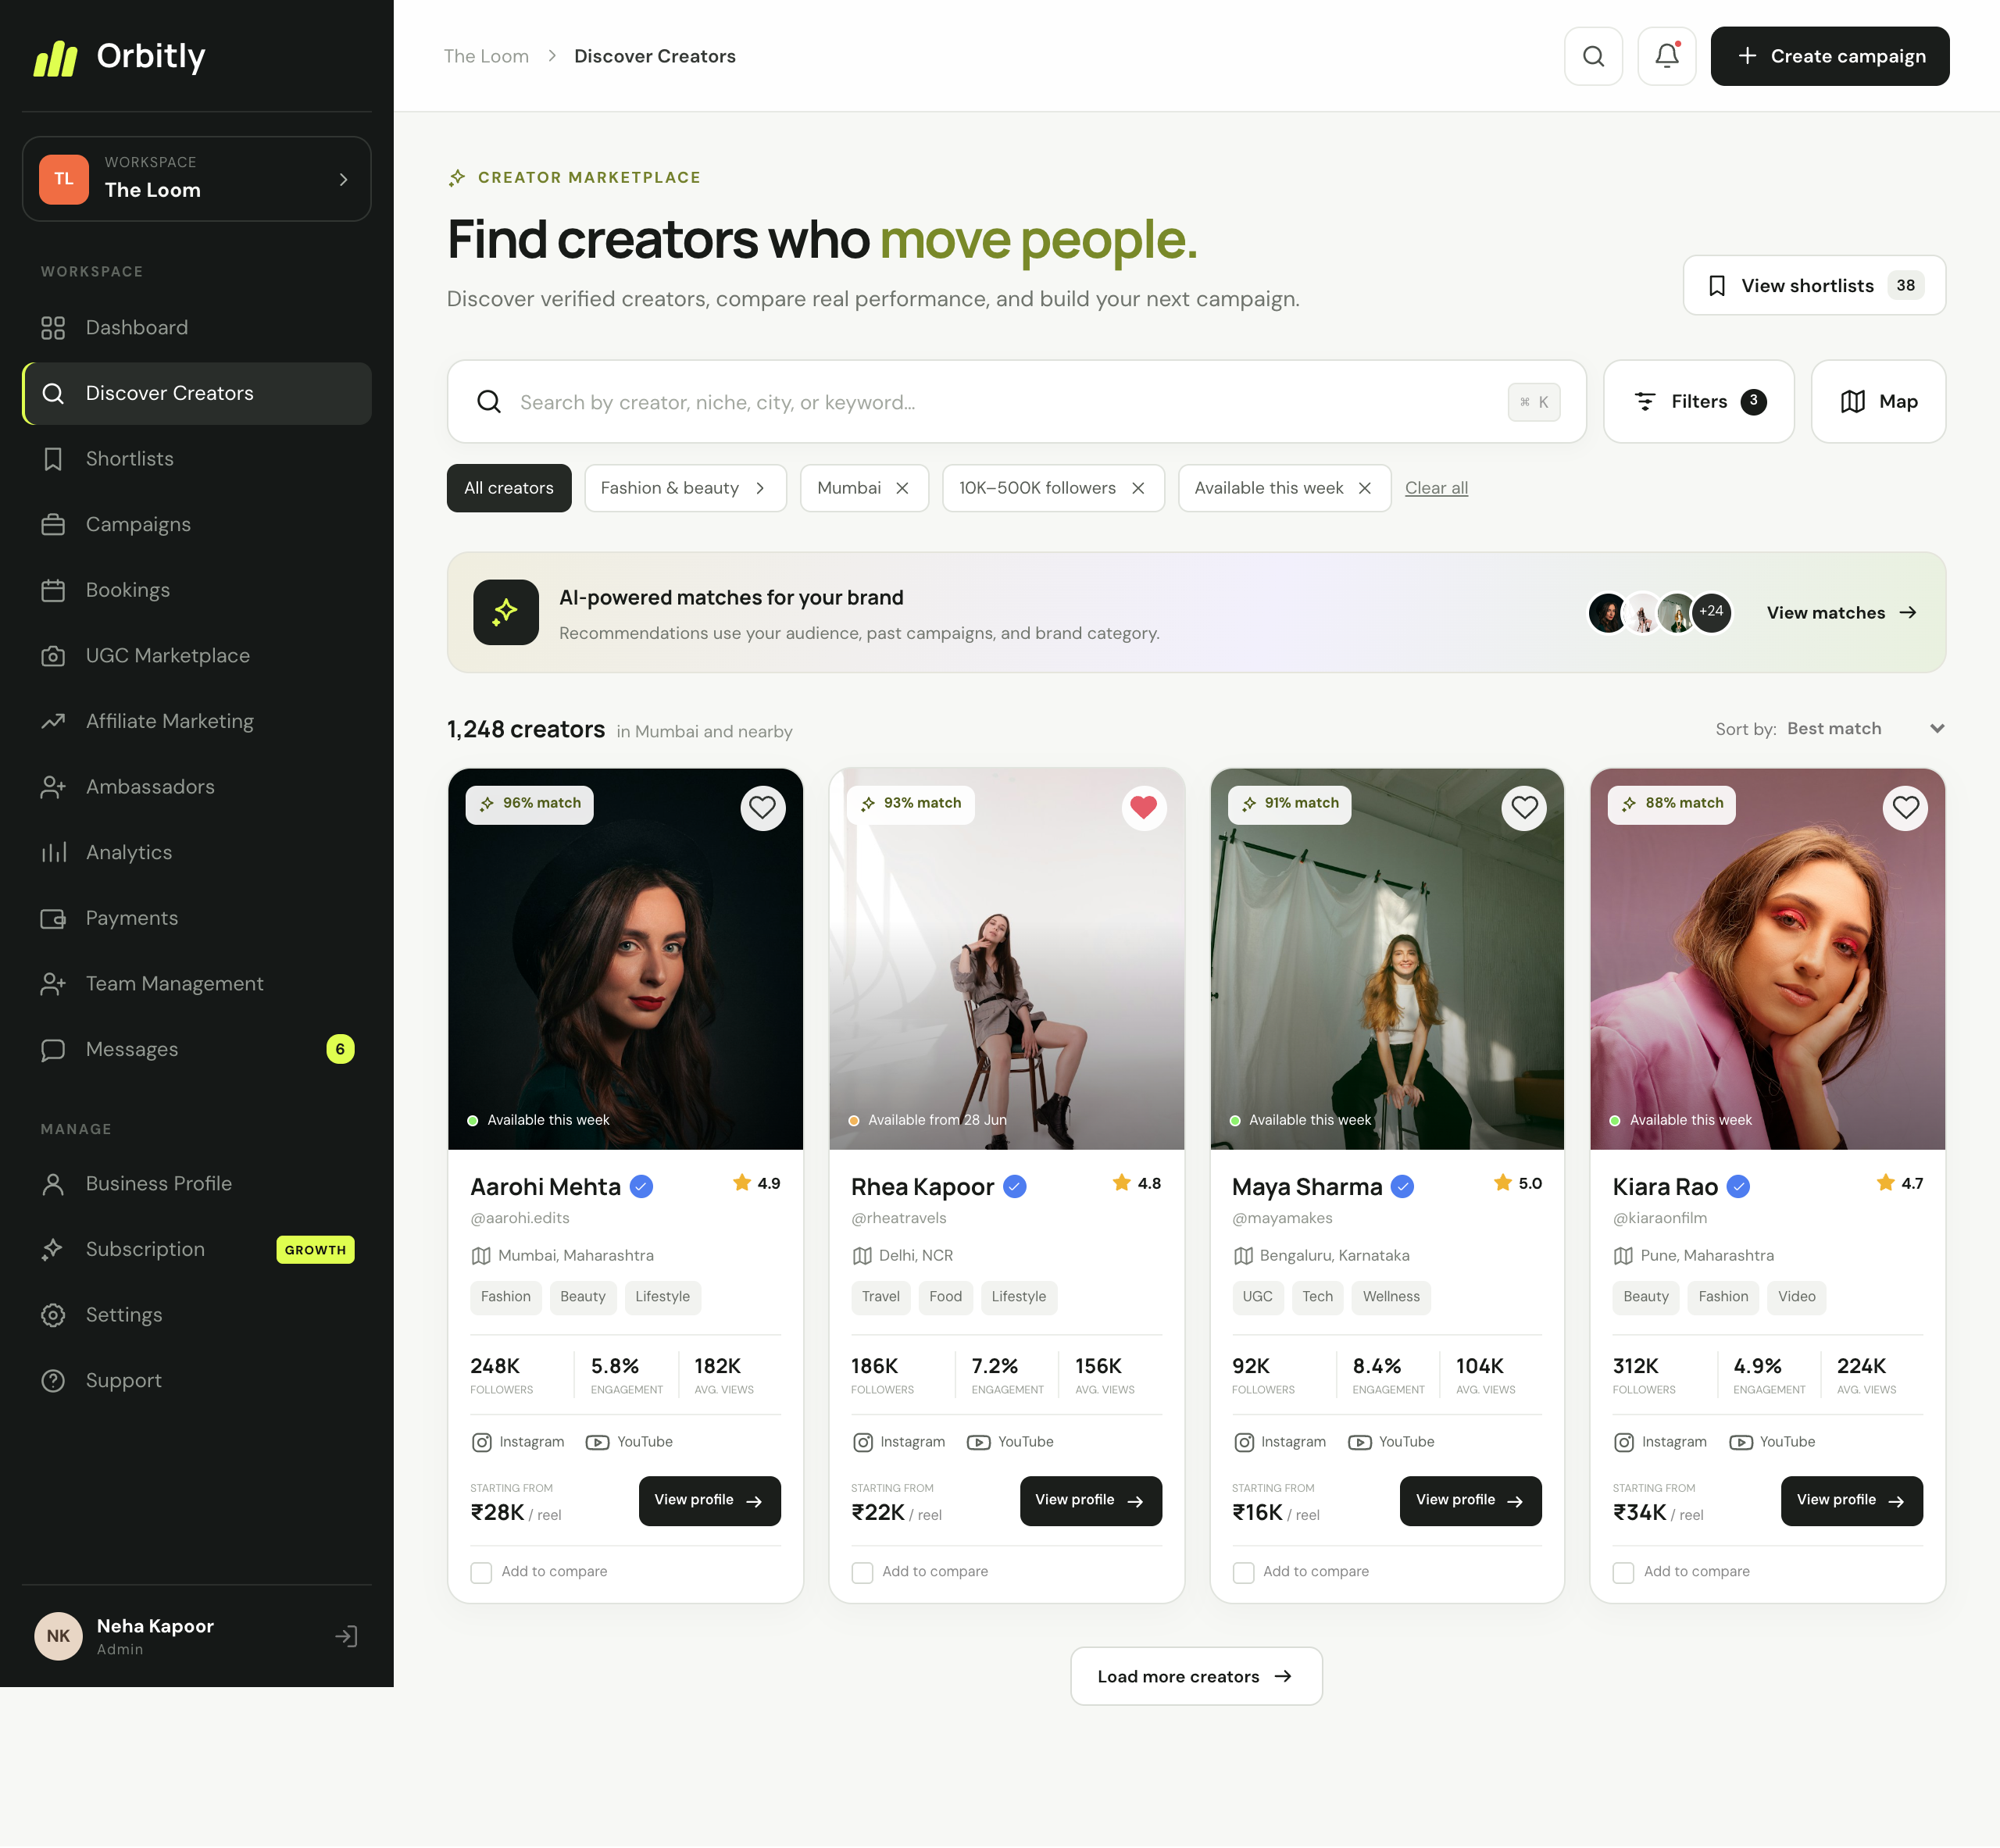 Orbitly
WORKSPACE
TL
The Loom
WORKSPACE
Dashboard
Discover Creators
Shortlists
Campaigns
Bookings
UGC Marketplace
Affiliate Marketing
Ambassadors
Analytics
Payments
Team Management
Messages 6
MANAGE
Business Profile
Subscription GROWTH
Settings
Support
NK
Neha Kapoor
Admin
The Loom > Discover Creators
Create campaign
CREATOR MARKETPLACE
Find creators who move people.
Discover verified creators, compare real performance, and build your next campaign.
View shortlists 38
Search by creator, niche, city, or keyword...
⌘ K
Filters 3
Map
All creators
Fashion & beauty
Mumbai
10K–500K followers
Available this week
Clear all
AI-powered matches for your brand
Recommendations use your audience, past campaigns, and brand category.
+24
View matches
1,248 creators in Mumbai and nearby
Sort by: Best match
96% match
Available this week
Aarohi Mehta 4.9
@aarohi.edits
Mumbai, Maharashtra
Fashion Beauty Lifestyle
248K 5.8% 182K
FOLLOWERS ENGAGEMENT AVG. VIEWS
Instagram YouTube
STARTING FROM
₹28K / reel
View profile
Add to compare
93% match
Available from 28 Jun
Rhea Kapoor 4.8
@rheatravels
Delhi, NCR
Travel Food Lifestyle
186K 7.2% 156K
FOLLOWERS ENGAGEMENT AVG. VIEWS
Instagram YouTube
STARTING FROM
₹22K / reel
View profile
Add to compare
91% match
Available this week
Maya Sharma 5.0
@mayamakes
Bengaluru, Karnataka
UGC Tech Wellness
92K 8.4% 104K
FOLLOWERS ENGAGEMENT AVG. VIEWS
Instagram YouTube
STARTING FROM
₹16K / reel
View profile
Add to compare
88% match
Available this week
Kiara Rao 4.7
@kiaraonfilm
Pune, Maharashtra
Beauty Fashion Video
312K 4.9% 224K
FOLLOWERS ENGAGEMENT AVG. VIEWS
Instagram YouTube
STARTING FROM
₹34K / reel
View profile
Add to compare
Load more creators